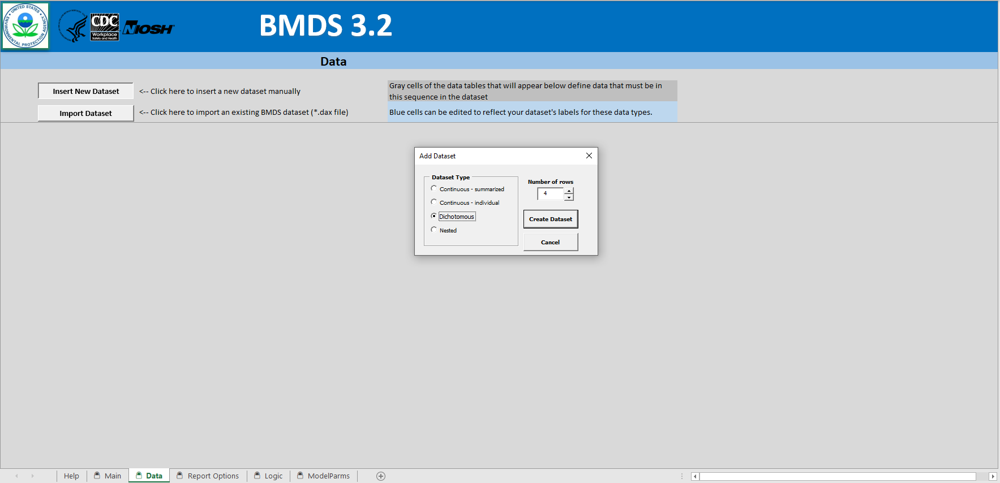 UNITED STATES
ENVIRONMENTAL PROTECTION AGENCY
CDC
Workplace
Safety and Health
NIOSH
BMDS 3.2
Data
Insert New Dataset
<-- Click here to insert a new dataset manually
Import Dataset
<-- Click here to import an existing BMDS dataset (*.dax file)
Gray cells of the data tables that will appear below define data that must be in
this sequence in the dataset
Blue cells can be edited to reflect your dataset's labels for these data types.
Add Dataset
Dataset Type
Continuous - summarized
Continuous - individual
Dichotomous
Nested
Number of rows
4
Create Dataset
Cancel
Help
Main
Data
Report Options
Logic
ModelParms